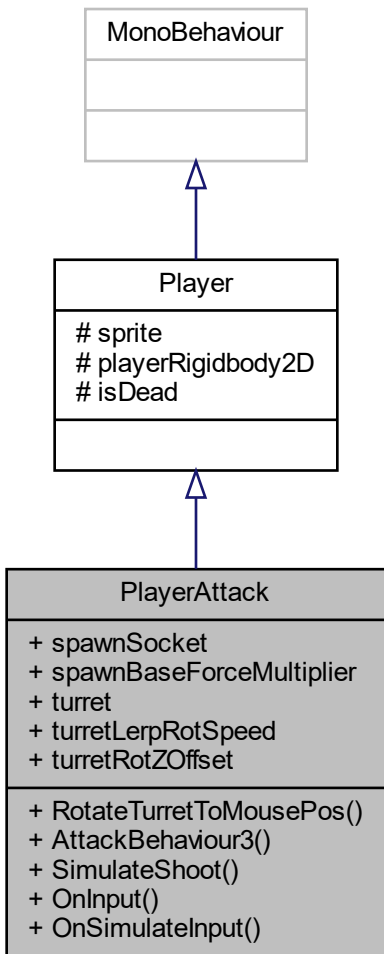 MonoBehaviour
Player
# sprite
# playerRigidbody2D
# isDead
PlayerAttack
+ spawnSocket
+ spawnBaseForceMultiplier
+ turret
+ turretLerpRotSpeed
+ turretRotZOffset
+ RotateTurretToMousePos()
+ AttackBehaviour3()
+ SimulateShoot()
+ OnInput()
+ OnSimulateInput()